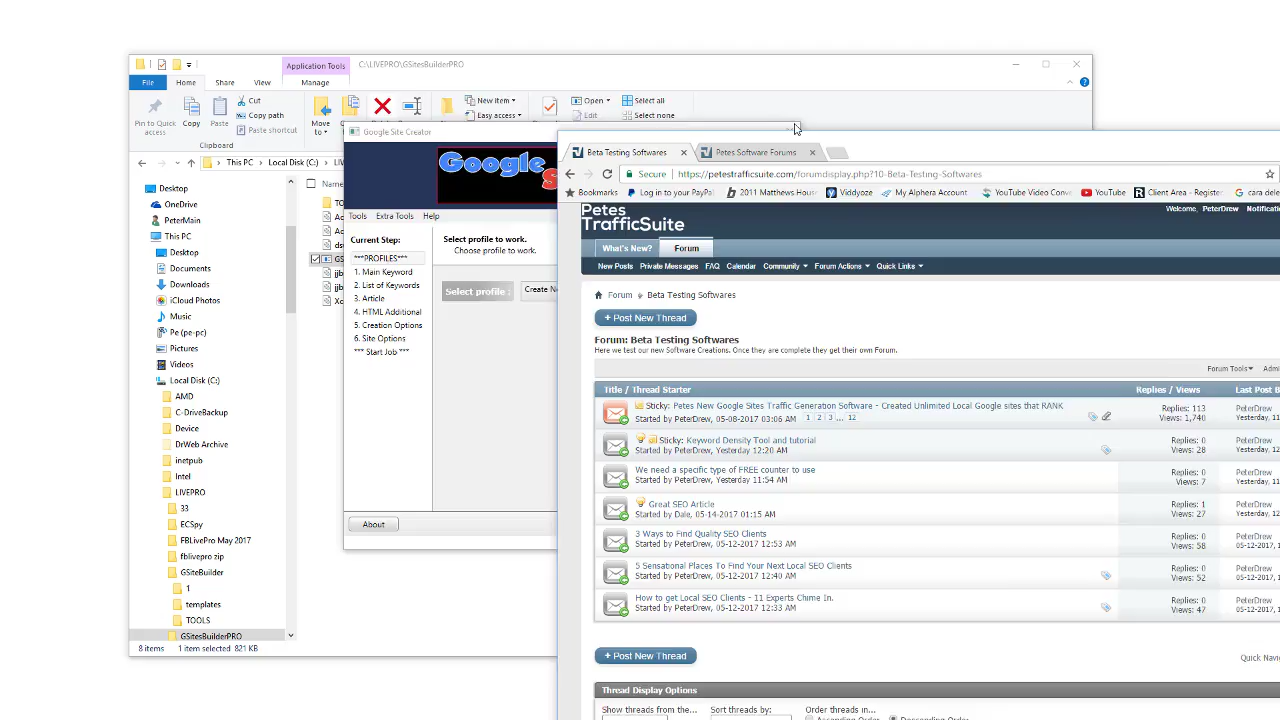 Application Tools
C:\LIVEPRO\GSitesBuilderPRO
File
Home
Share
View
Manage
Pin to Quick access
Copy
Paste
Cut
Copy path
Paste shortcut
Clipboard
Move to
New item
Easy access
Open
Edit
Select all
Select none
This PC
Local Disk (C:)
Desktop
OneDrive
PeterMain
This PC
Desktop
Documents
Downloads
iCloud Photos
Music
Pe (pe-pc)
Pictures
Videos
Local Disk (C:)
AMD
C-DriveBackup
Device
DrWeb Archive
inetpub
Intel
LIVEPRO
33
ECSpy
FBLivePro May 2017
fblivepro zip
GSiteBuilder
1
templates
TOOLS
GSitesBuilderPRO
8 items
1 item selected 821 KB
Google Site Creator
Google
Tools
Extra Tools
Help
Current Step:
***PROFILES***
1. Main Keyword
2. List of Keywords
3. Article
4. HTML Additional
5. Creation Options
6. Site Options
*** Start Job ***
Select profile to work.
Choose profile to work.
Select profile :
About
Beta Testing Softwares
Petes Software Forums
Secure
https://petestrafficsuite.com/forumdisplay.php?10-Beta-Testing-Softwares
Bookmarks
Log in to your PayPal
2011 Matthews Hous
Viddyoze
My Alphera Account
YouTube Video Conv
YouTube
Client Area - Registe
cara dele
Petes
TrafficSuite
Welcome, PeterDrew
What's New?
Forum
New Posts
Private Messages
FAQ
Calendar
Community
Forum Actions
Quick Links
Forum
Beta Testing Softwares
+ Post New Thread
Forum: Beta Testing Softwares
Here we test our new Software Creations. Once they are complete they get their own Forum.
Forum Tools
Title / Thread Starter
Replies / Views
Last Post B
Sticky: Petes New Google Sites Traffic Generation Software - Created Unlimited Local Google sites that RANK
Started by PeterDrew, 05-08-2017 03:06 AM
1 2 3 ... 12
Replies: 113
Views: 1,740
PeterDrew
Sticky: Keyword Density Tool and tutorial
Started by PeterDrew, Yesterday 12:20 AM
Replies: 0
Views: 28
PeterDrew
We need a specific type of FREE counter to use
Started by PeterDrew, Yesterday 11:54 AM
Replies: 0
Views: 7
PeterDrew
Great SEO Article
Started by Dale, 05-14-2017 01:15 AM
Replies: 1
Views: 27
PeterDrew
3 Ways to Find Quality SEO Clients
Started by PeterDrew, 05-12-2017 12:53 AM
Replies: 0
Views: 58
PeterDrew
5 Sensational Places To Find Your Next Local SEO Clients
Started by PeterDrew, 05-12-2017 12:40 AM
Replies: 0
Views: 52
PeterDrew
How to get Local SEO Clients - 11 Experts Chime In.
Started by PeterDrew, 05-12-2017 12:33 AM
Replies: 0
Views: 47
PeterDrew
+ Post New Thread
Thread Display Options
Show threads from the...
Sort threads by:
Order threads in...